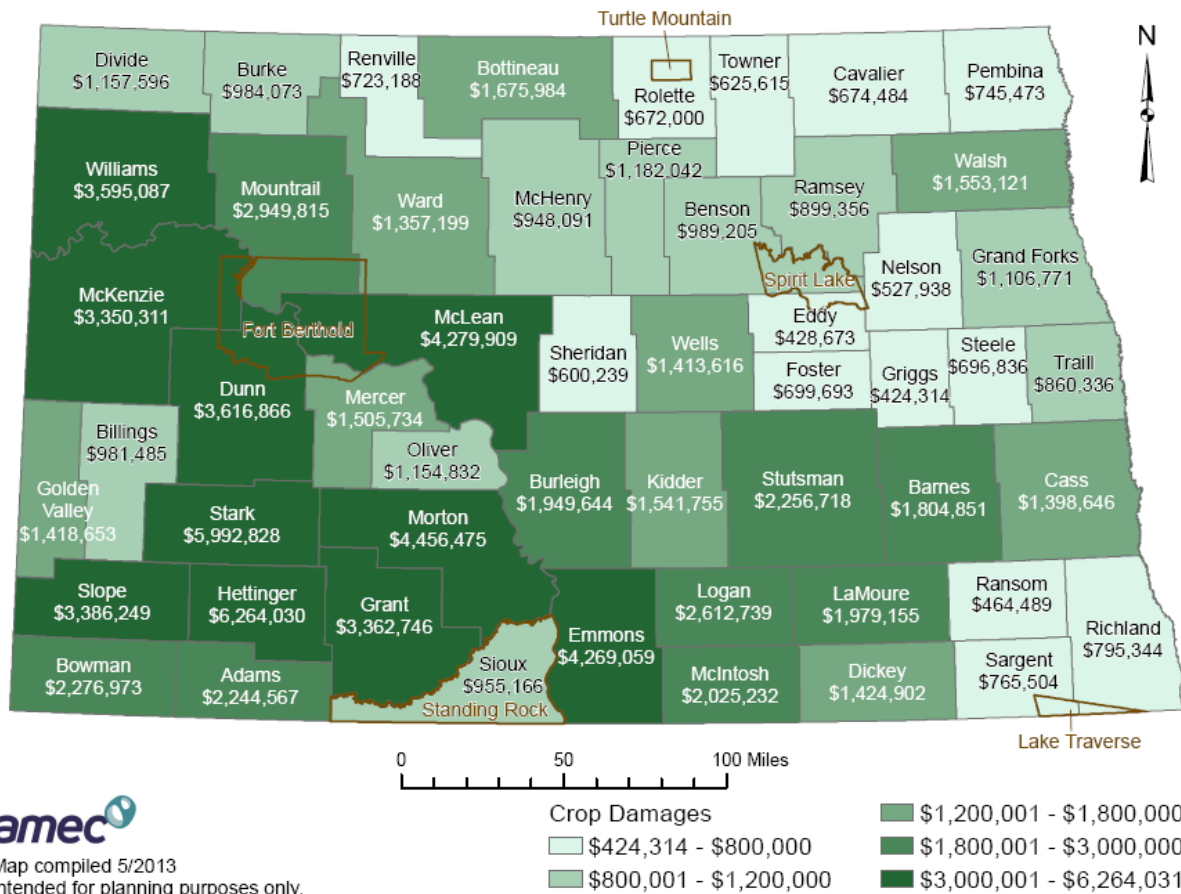 Turtle Mountain
N
Divide
$1,157,596
Burke
$984,073
Renville
$723,188
Bottineau
$1,675,984
Rolette
$672,000
Towner
$625,615
Cavalier
$674,484
Pembina
$745,473
Williams
$3,595,087
Mountrail
$2,949,815
Ward
$1,357,199
McHenry
$948,091
Pierce
$1,182,042
Benson
$989,205
Ramsey
$899,356
Walsh
$1,553,121
Spirit Lake
Nelson
$527,938
Grand Forks
$1,106,771
McKenzie
$3,350,311
Fort Berthold
McLean
$4,279,909
Sheridan
$600,239
Wells
$1,413,616
Eddy
$428,673
Foster
$699,693
Griggs
$424,314
Steele
$696,836
Traill
$860,336
Dunn
$3,616,866
Mercer
$1,505,734
Billings
$981,485
Oliver
$1,154,832
Golden
Valley
$1,418,653
Stark
$5,992,828
Morton
$4,456,475
Burleigh
$1,949,644
Kidder
$1,541,755
Stutsman
$2,256,718
Barnes
$1,804,851
Cass
$1,398,646
Slope
$3,386,249
Hettinger
$6,264,030
Grant
$3,362,746
Emmons
$4,269,059
Logan
$2,612,739
LaMoure
$1,979,155
Ransom
$464,489
Richland
$795,344
Bowman
$2,276,973
Adams
$2,244,567
Sioux
$955,166
Standing Rock
McIntosh
$2,025,232
Dickey
$1,424,902
Sargent
$765,504
Lake Traverse
0 50 100 Miles
amec
Map compiled 5/2013
ntended for planning purposes only.
Crop Damages
$424,314 - $800,000
$800,001 - $1,200,000
$1,200,001 - $1,800,000
$1,800,001 - $3,000,000
$3,000,001 - $6,264,031